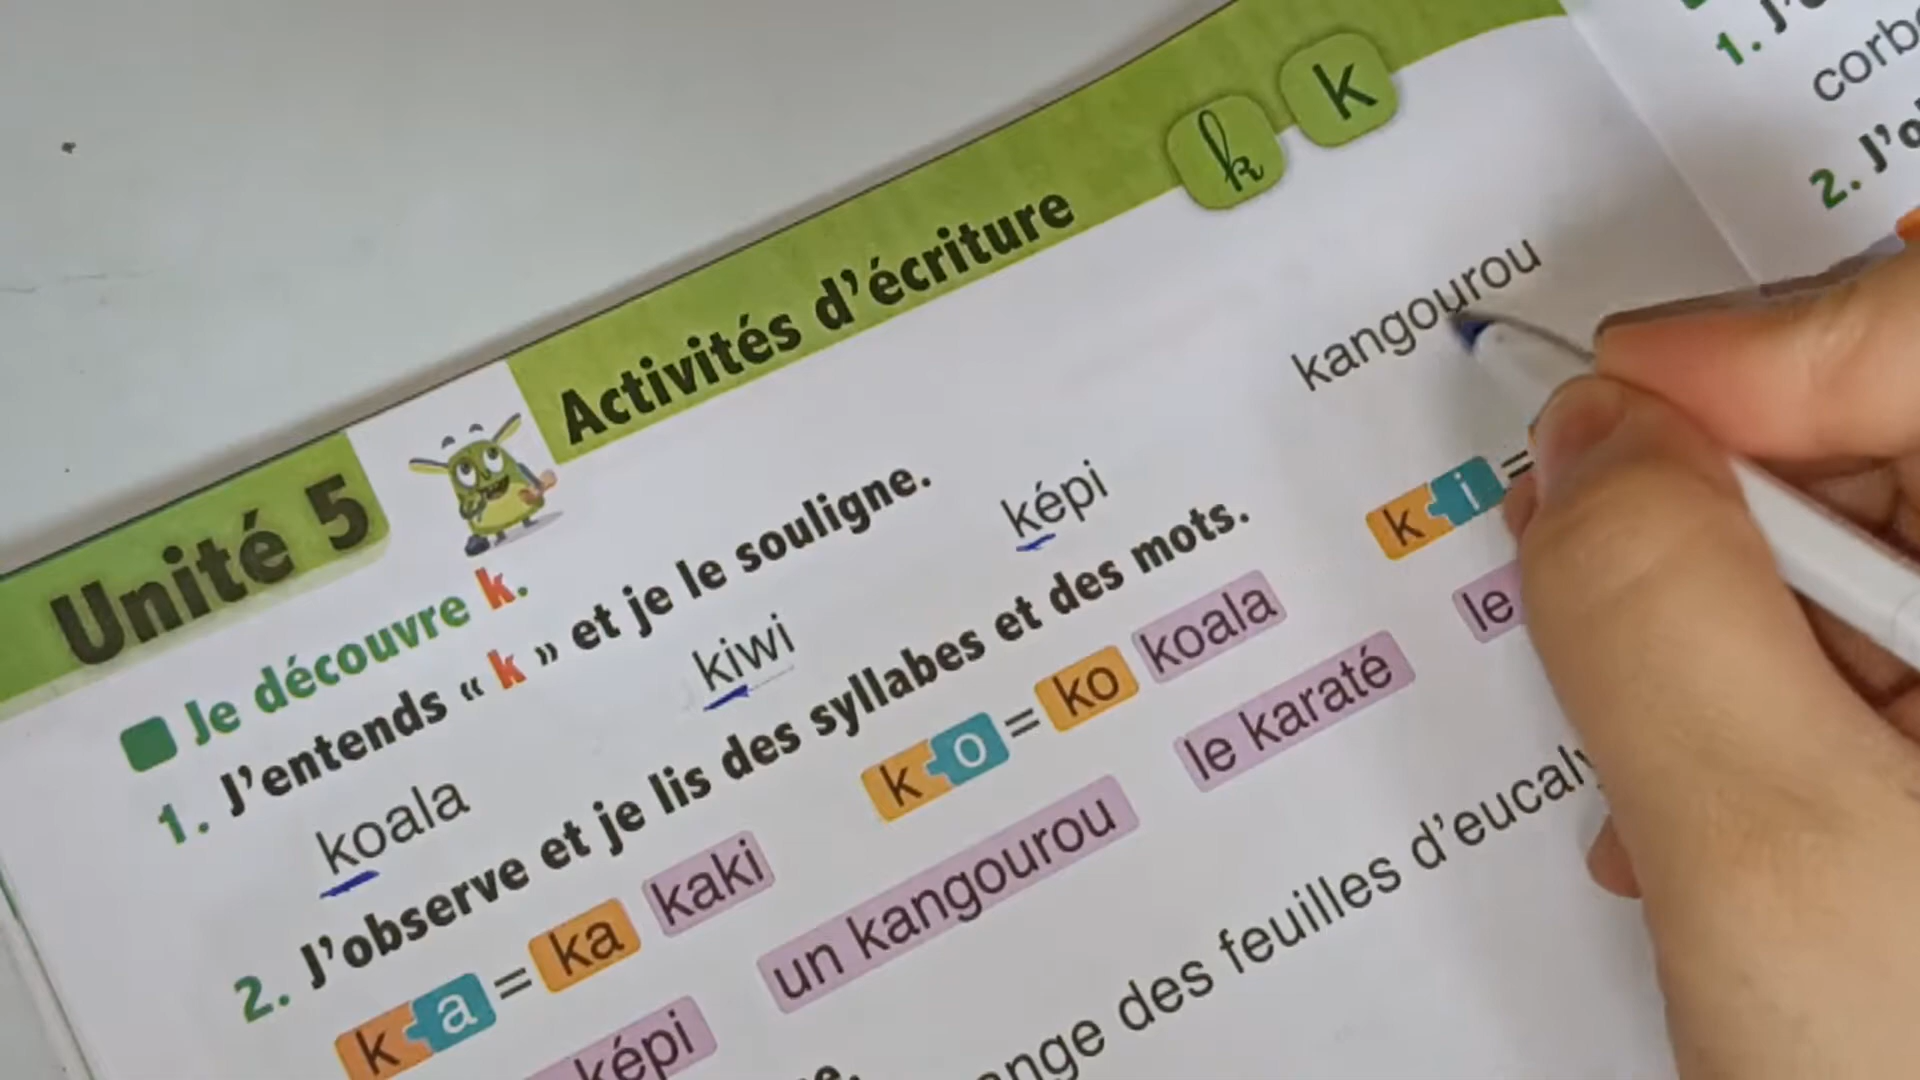 k k
Unité 5 Activités d'écriture
Je découvre k.
1. J'entends « k » et je le souligne.
koala kiwi képi kangourou
2. J'observe et je lis des syllabes et des mots.
k a = ka kaki k o = ko koala k i =
képi un kangourou le karaté le
des feuilles
1.
2.